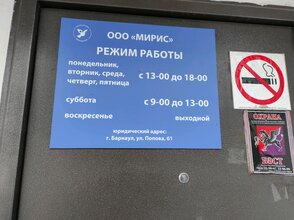 ООО «МИРИС»
РЕЖИМ РАБОТЫ
понедельник,
вторник, среда,
четверг, пятница
с 13-00 до 18-00
суббота
с 9-00 до 13-00
воскресенье
выходной
юридический адрес:
г. Барнаул, ул. Попова, 61
ОХРАНА